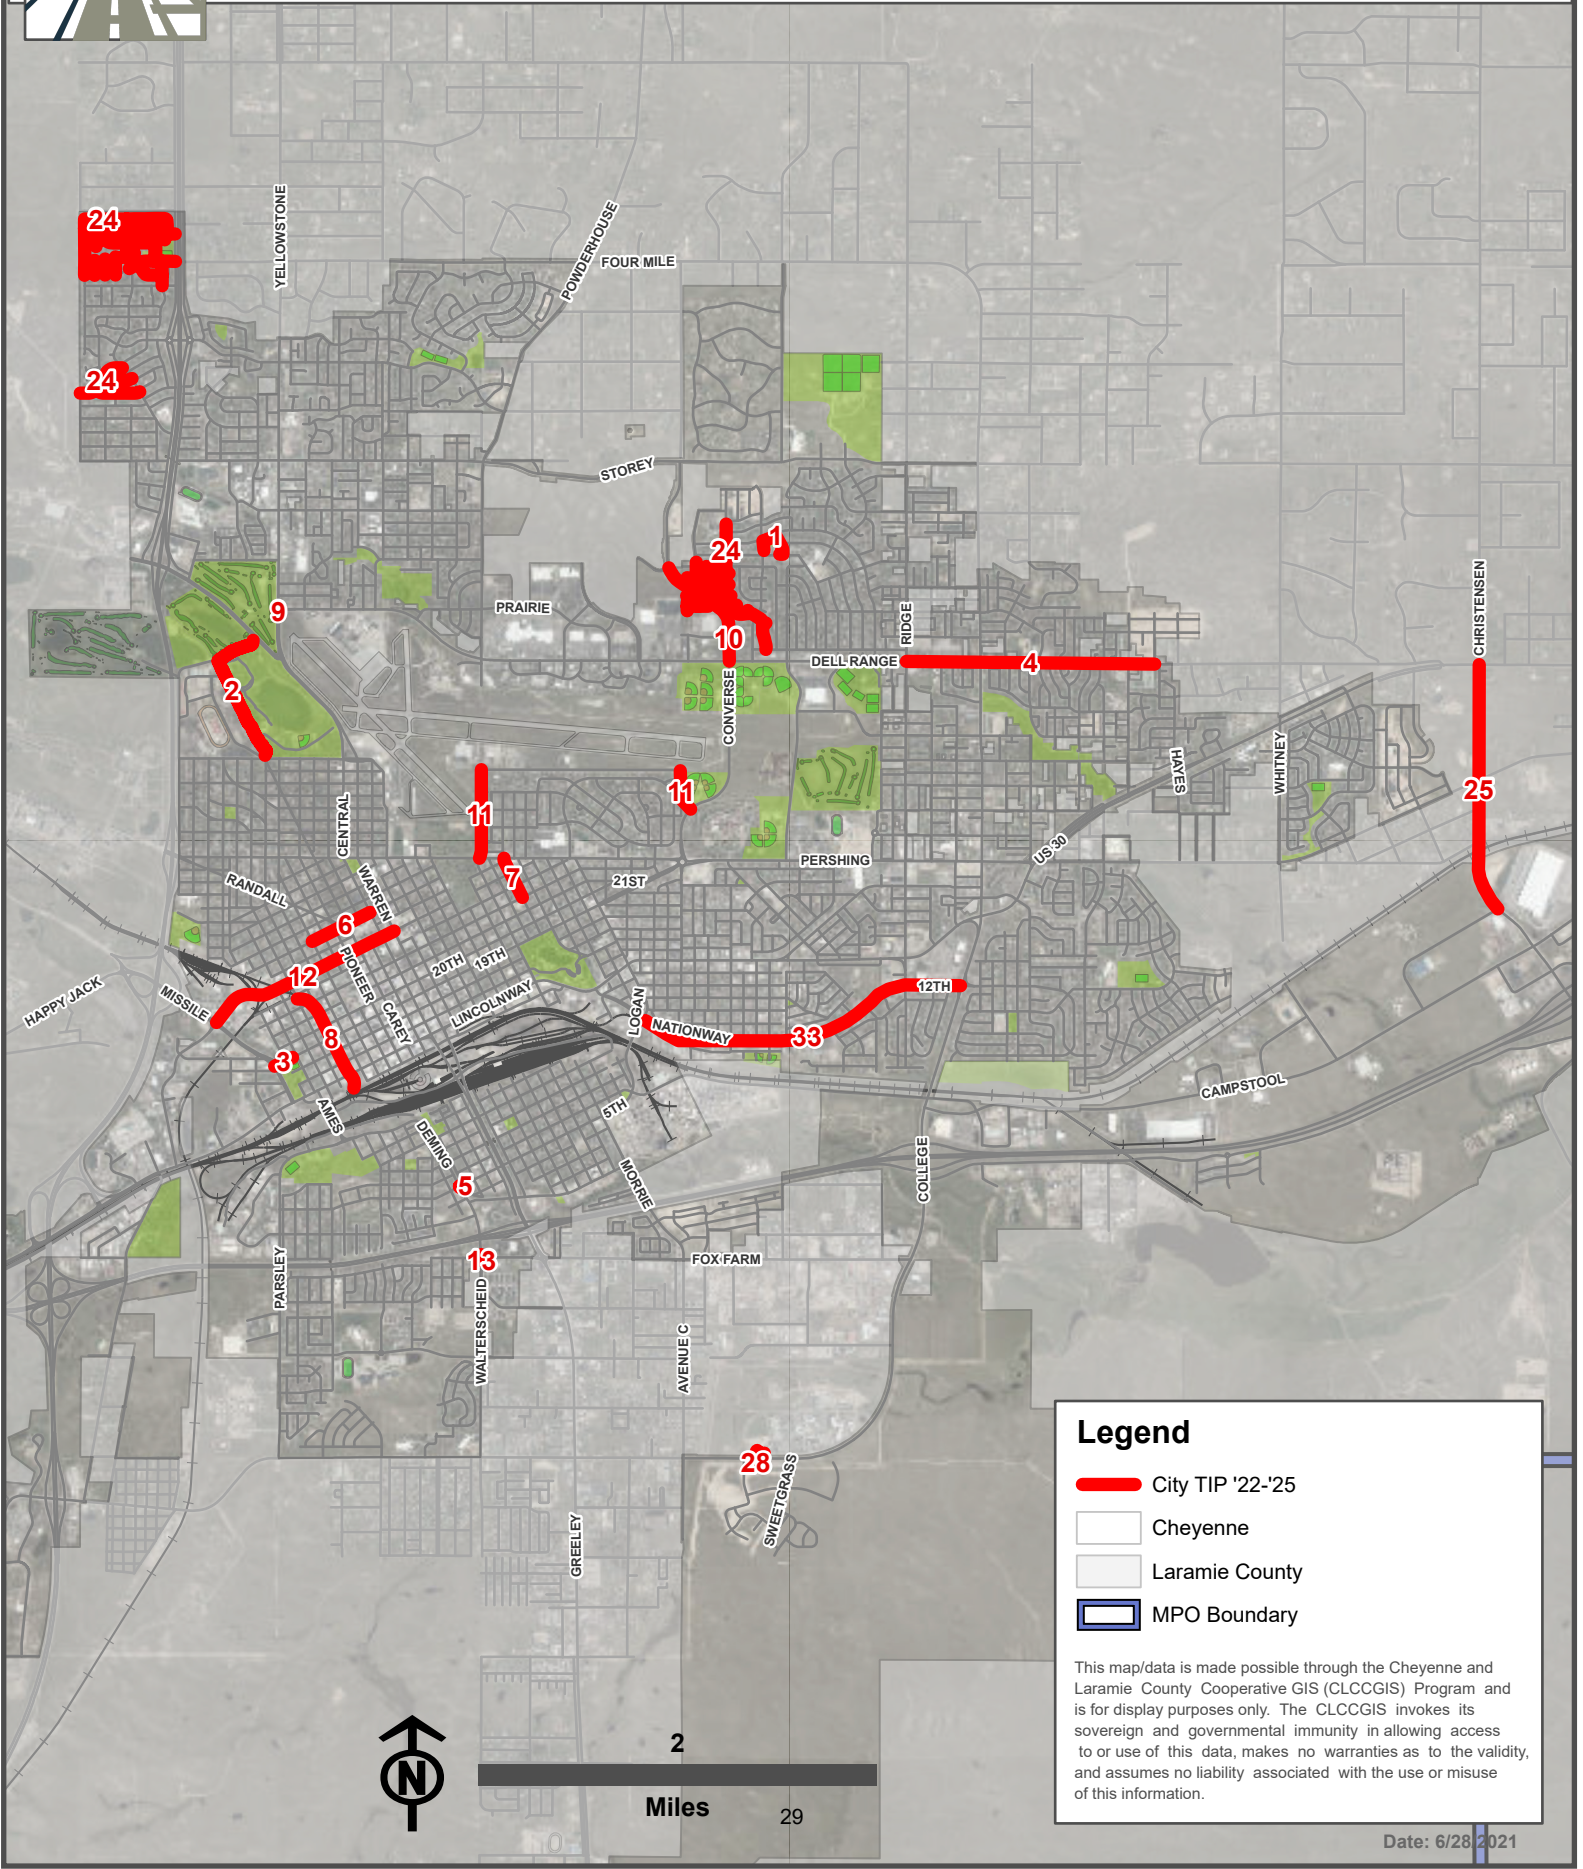 24
YELLOWSTONE
POWDERHOUSE
FOUR MILE
24
STOREY
24
1
CHRISTENSEN
9
PRAIRIE
RIDGE
10
DELL RANGE
4
2
CONVERSE
HAYES
WHITNEY
25
11
11
CENTRAL
US 30
PERSHING
7
21ST
RANDALL
WARREN
6
12
PIONEER
20TH
19TH
HAPPY JACK
MISSILE
CAREY
LINCOLNWAY
LOGAN
12TH
NATIONWAY
33
8
3
AMES
5TH
CAMPSTOOL
DEMING
5
MORRIE
COLLEGE
13
FOX FARM
PARSLEY
WALTERSCHEID
AVENUE C
28
SWEETGRASS
GREELEY
Legend
City TIP '22-'25
Cheyenne
Laramie County
MPO Boundary
This map/data is made possible through the Cheyenne and
Laramie County Cooperative GIS (CLCCGIS) Program and
is for display purposes only. The CLCCGIS invokes its
sovereign and governmental immunity in allowing access
to or use of this data, makes no warranties as to the validity,
and assumes no liability associated with the use or misuse
of this information.
N
2
Miles
29
Date: 6/28/2021